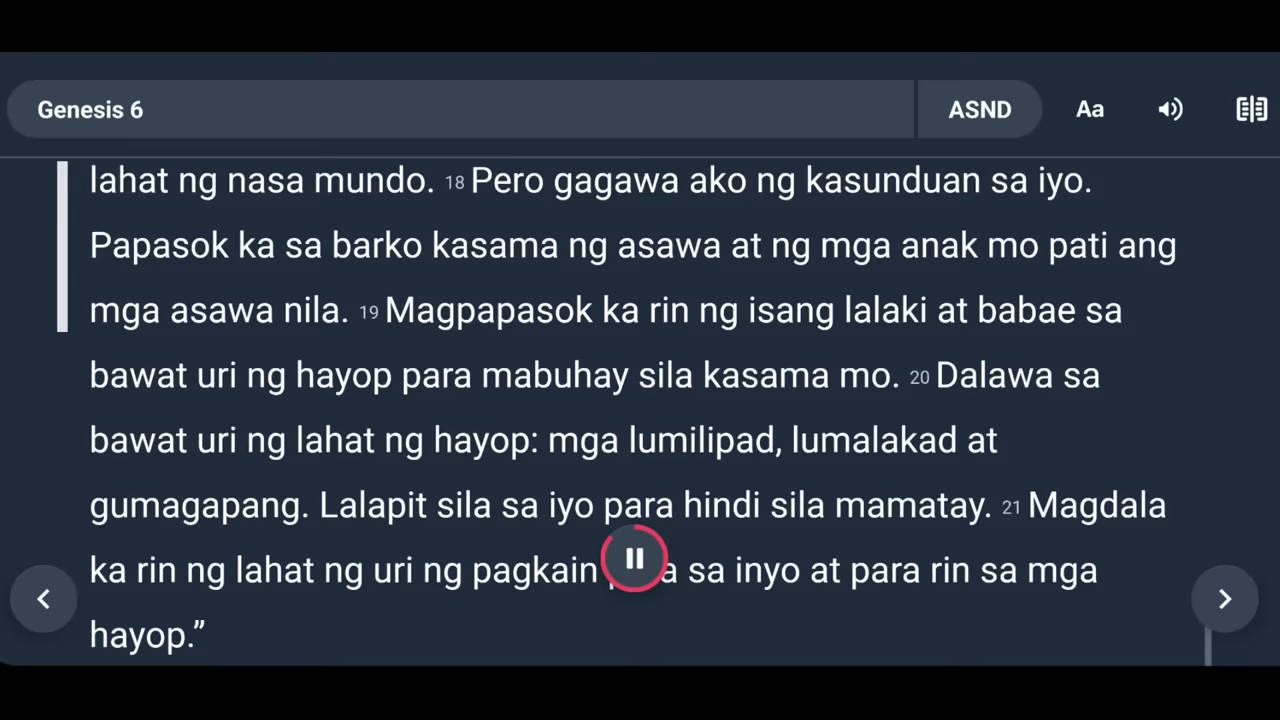 Genesis 6
ASND
Aa
lahat ng nasa mundo. 18 Pero gagawa ako ng kasunduan sa iyo.
Papasok ka sa barko kasama ng asawa at ng mga anak mo pati ang
mga asawa nila. 19 Magpapasok ka rin ng isang lalaki at babae sa
bawat uri ng hayop para mabuhay sila kasama mo. 20 Dalawa sa
bawat uri ng lahat ng hayop: mga lumilipad, lumalakad at
gumagapang. Lalapit sila sa iyo para hindi sila mamatay. 21 Magdala
ka rin ng lahat ng uri ng pagkain sa inyo at para rin sa mga
hayop.”